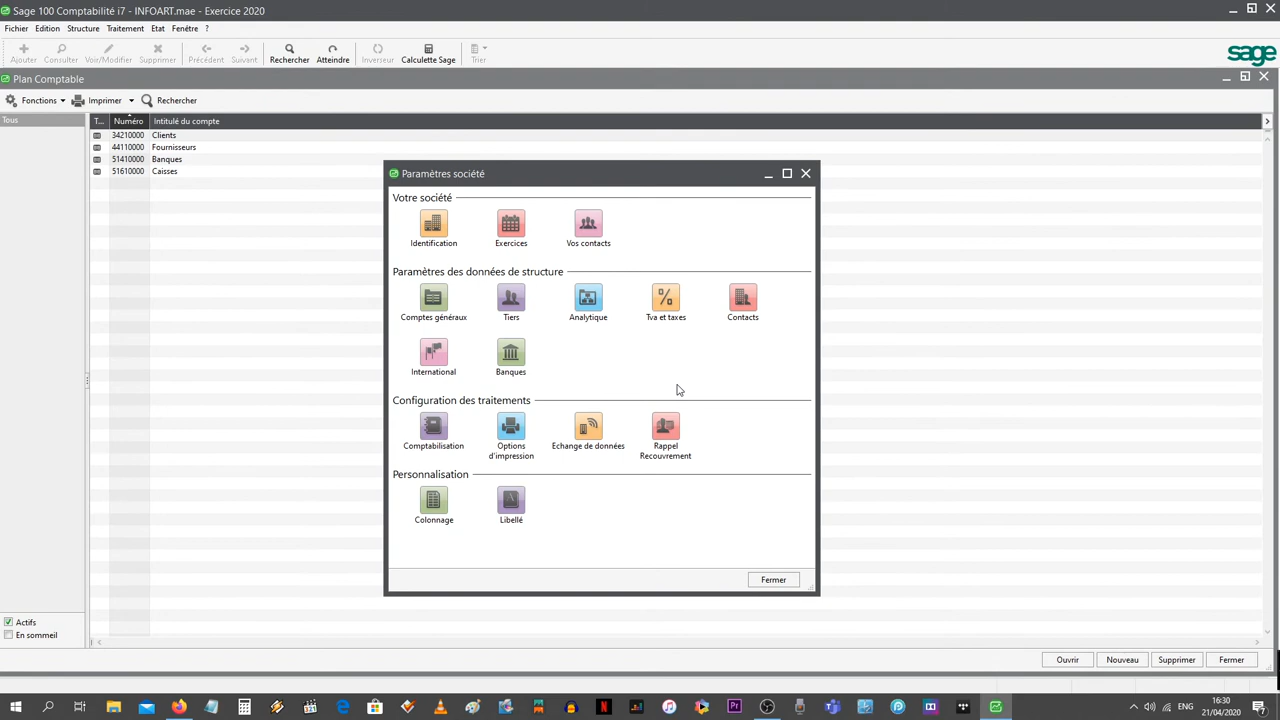 Sage 100 Comptabilité i7 - INFOART.mae - Exercice 2020
Fichier Edition Structure Traitement Etat Fenêtre ?
Ajouter Consulter Voir/Modifier Supprimer Précédent Suivant Rechercher Atteindre Inverseur Calculette Sage Trier
sage
Plan Comptable
Fonctions Imprimer Rechercher
Tous
T... Numéro Intitulé du compte
34210000 Clients
44110000 Fournisseurs
51410000 Banques
51610000 Caisses
Paramètres société
Votre société
Identification Exercices Vos contacts
Paramètres des données de structure
Comptes généraux Tiers Analytique Tva et taxes Contacts
International Banques
Configuration des traitements
Comptabilisation Options d'impression Echange de données Rappel Recouvrement
Personnalisation
Colonnage Libellé
Fermer
Actifs
En sommeil
Ouvrir Nouveau Supprimer Fermer
ENG
16:30
21/04/2020